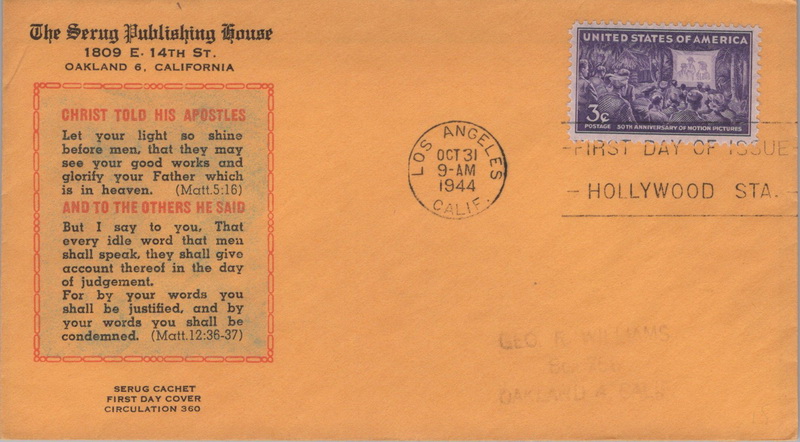 The Serug Publishing House
1809 E. 14TH ST.
OAKLAND 6, CALIFORNIA
CHRIST TOLD HIS APOSTLES
Let your light so shine
before men, that they may
see your good works and
glorify your Father which
is in heaven. (Matt.5:16)
AND TO THE OTHERS HE SAID
But I say to you, That
every idle word that men
shall speak, they shall give
account thereof in the day
of judgement.
For by your words you
shall be justified, and by
your words you shall be
condemned. (Matt.12:36-37)
SERUG CACHET
FIRST DAY COVER
CIRCULATION 360
LOS ANGELES
OCT 31
9-AM
1944
CALIF.
UNITED STATES OF AMERICA
3¢
POSTAGE 50TH ANNIVERSARY OF MOTION PICTURES
FIRST DAY OF ISSUE
HOLLYWOOD STA.
GEO. WILLIAMS
OAKLAND